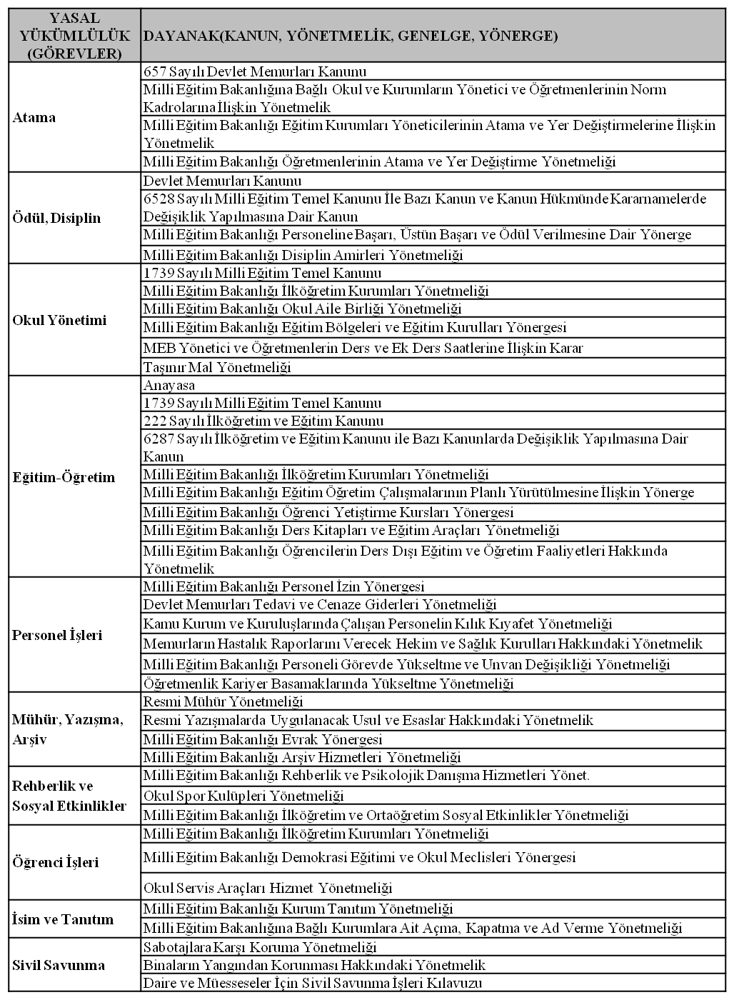 YASAL
YÜKÜMLÜLÜK
(GÖREVLER)
DAYANAK(KANUN, YÖNETMELİK, GENELGE, YÖNERGE)
Atama
657 Sayılı Devlet Memurları Kanunu
Milli Eğitim Bakanlığına Bağlı Okul ve Kurumların Yönetici ve Öğretmenlerinin Norm
Kadrolarına İlişkin Yönetmelik
Milli Eğitim Bakanlığı Eğitim Kurumları Yöneticilerinin Atama ve Yer Değiştirmelerine İlişkin
Yönetmelik
Milli Eğitim Bakanlığı Öğretmenlerinin Atama ve Yer Değiştirme Yönetmeliği
Ödül, Disiplin
Devlet Memurları Kanunu
6528 Sayılı Milli Eğitim Temel Kanunu İle Bazı Kanun ve Kanun Hükmünde Kararnamelerde
Değişiklik Yapılmasına Dair Kanun
Milli Eğitim Bakanlığı Personeline Başarı, Üstün Başarı ve Ödül Verilmesine Dair Yönerge
Milli Eğitim Bakanlığı Disiplin Amirleri Yönetmeliği
Okul Yönetimi
1739 Sayılı Milli Eğitim Temel Kanunu
Milli Eğitim Bakanlığı İlköğretim Kurumları Yönetmeliği
Milli Eğitim Bakanlığı Okul Aile Birliği Yönetmeliği
Milli Eğitim Bakanlığı Eğitim Bölgeleri ve Eğitim Kurulları Yönergesi
MEB Yönetici ve Öğretmenlerin Ders ve Ek Ders Saatlerine İlişkin Karar
Taşınır Mal Yönetmeliği
Eğitim-Öğretim
Anayasa
1739 Sayılı Milli Eğitim Temel Kanunu
222 Sayılı İlköğretim ve Eğitim Kanunu
6287 Sayılı İlköğretim ve Eğitim Kanunu ile Bazı Kanunlarda Değişiklik Yapılmasına Dair
Kanun
Milli Eğitim Bakanlığı İlköğretim Kurumları Yönetmeliği
Milli Eğitim Bakanlığı Eğitim Öğretim Çalışmalarının Planlı Yürütülmesine İlişkin Yönerge
Milli Eğitim Bakanlığı Öğrenci Yetiştirme Kursları Yönergesi
Milli Eğitim Bakanlığı Ders Kitapları ve Eğitim Araçları Yönetmeliği
Milli Eğitim Bakanlığı Öğrencilerin Ders Dışı Eğitim ve Öğretim Faaliyetleri Hakkında
Yönetmelik
Personel İşleri
Milli Eğitim Bakanlığı Personel İzin Yönergesi
Devlet Memurları Tedavi ve Cenaze Giderleri Yönetmeliği
Kamu Kurum ve Kuruluşlarında Çalışan Personelin Kılık Kıyafet Yönetmeliği
Memurların Hastalık Raporlarını Verecek Hekim ve Sağlık Kurulları Hakkındaki Yönetmelik
Milli Eğitim Bakanlığı Personeli Görevde Yükseltme ve Unvan Değişikliği Yönetmeliği
Öğretmenlik Kariyer Basamaklarında Yükseltme Yönetmeliği
Mühür, Yazışma,
Arşiv
Resmi Mühür Yönetmeliği
Resmi Yazışmalarda Uygulanacak Usul ve Esaslar Hakkındaki Yönetmelik
Milli Eğitim Bakanlığı Evrak Yönergesi
Milli Eğitim Bakanlığı Arşiv Hizmetleri Yönetmeliği
Rehberlik ve
Sosyal Etkinlikler
Milli Eğitim Bakanlığı Rehberlik ve Psikolojik Danışma Hizmetleri Yönet.
Okul Spor Kulüpleri Yönetmeliği
Milli Eğitim Bakanlığı İlköğretim ve Ortaöğretim Sosyal Etkinlikler Yönetmeliği
Öğrenci İşleri
Milli Eğitim Bakanlığı İlköğretim Kurumları Yönetmeliği
Milli Eğitim Bakanlığı Demokrasi Eğitimi ve Okul Meclisleri Yönergesi
Okul Servis Araçları Hizmet Yönetmeliği
İsim ve Tanıtım
Milli Eğitim Bakanlığı Kurum Tanıtım Yönetmeliği
Milli Eğitim Bakanlığına Bağlı Kurumlara Ait Açma, Kapatma ve Ad Verme Yönetmeliği
Sivil Savunma
Sabotajlara Karşı Koruma Yönetmeliği
Binaların Yangından Korunması Hakkındaki Yönetmelik
Daire ve Müesseseler İçin Sivil Savunma İşleri Kılavuzu